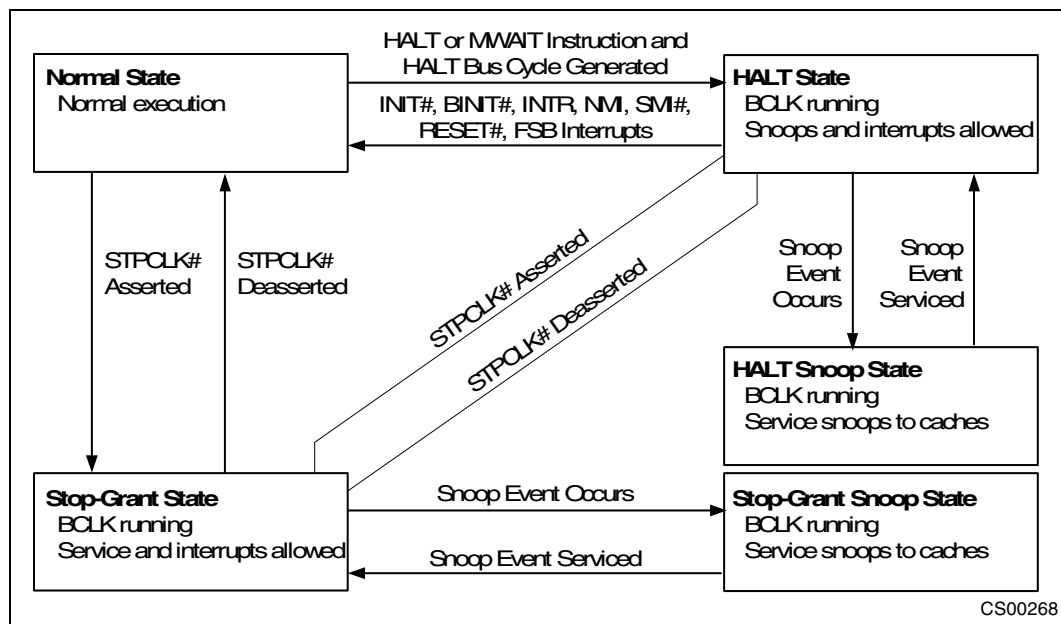 HALT or MWAIT Instruction and
HALT Bus Cycle Generated
Normal State
Normal execution
HALT State
BCLK running
Snoops and interrupts allowed
INIT#, BINIT#, INTR, NMI, SMI#,
RESET#, FSB Interrupts
STPCLK#
Asserted
STPCLK#
Deasserted
STPCLK# Asserted
STPCLK# Deasserted
Snoop
Event
Occurs
Snoop
Event
Serviced
HALT Snoop State
BCLK running
Service snoops to caches
Stop-Grant State
BCLK running
Service and interrupts allowed
Snoop Event Occurs
Snoop Event Serviced
Stop-Grant Snoop State
BCLK running
Service snoops to caches
CS00268